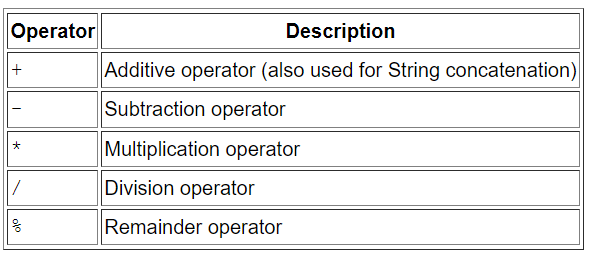 Operator Description
+ Additive operator (also used for String concatenation)
- Subtraction operator
* Multiplication operator
/ Division operator
% Remainder operator